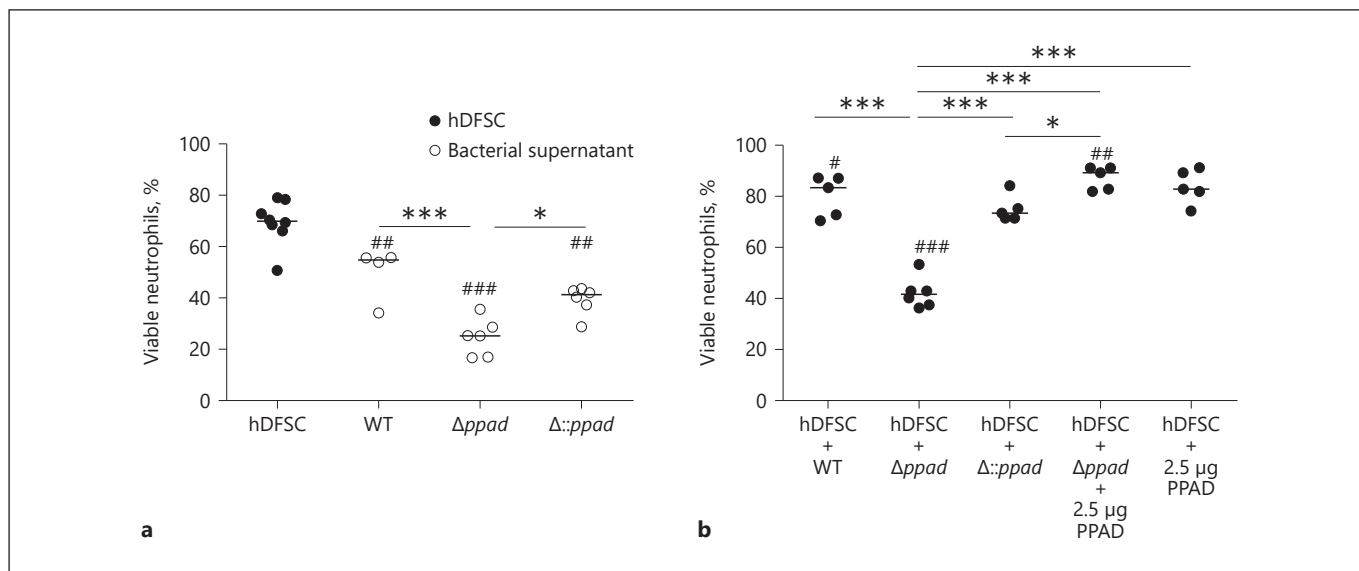 hDFSC
Bacterial supernatant
Viable neutrophils, %
100
80
60
40
20
0
***
*
##
###
##
hDFSC
WT
Δppad
Δ::ppad
a
***
***
***
***
*
Viable neutrophils, %
100
80
60
40
20
0
#
###
##
hDFSC
+
WT
hDFSC
+
Δppad
hDFSC
+
Δ::ppad
hDFSC
+
Δppad
+
2.5 µg
PPAD
hDFSC
+
2.5 µg
PPAD
b